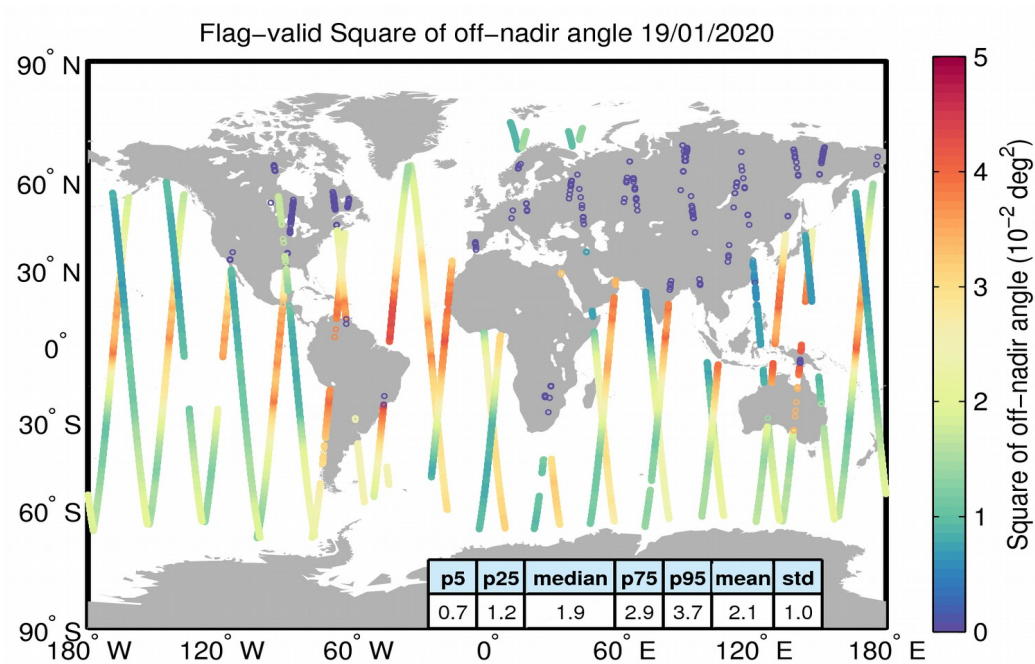 Flag−valid Square of off−nadir angle 19/01/2020
90° N
60° N
30° N
0°
30° S
60° S
90° S
180° W
120° W
60° W
0°
60° E
120° E
180° E
5
4
3
2
1
0
Square of off−nadir angle (10⁻² deg²)
p5 p25 median p75 p95 mean std
0.7 1.2 1.9 2.9 3.7 2.1 1.0